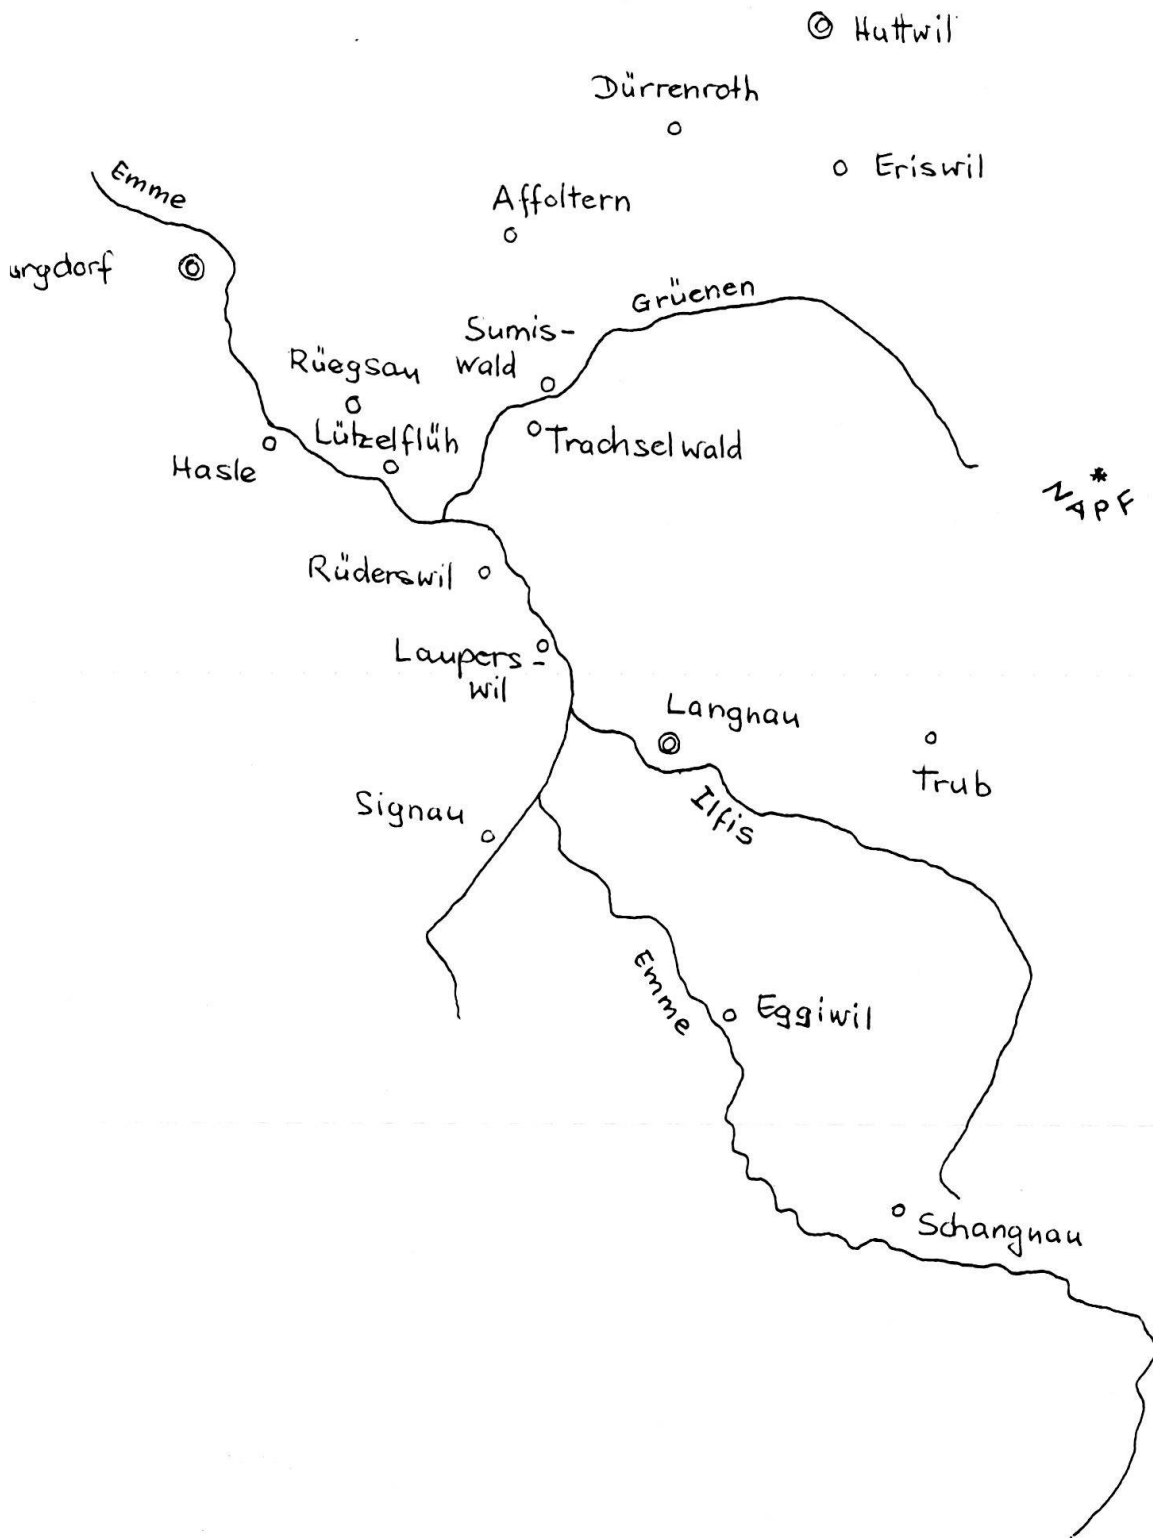 Huttwil
Dürrenroth
Eriswil
Emme
Affoltern
urgdorf
Grüenen
Sumis-
wald
Rüegsau
Lützelflüh
Trachselwald
Hasle
NAPF
Rüderswil
Laupers-
wil
Langnau
Trub
Signau
Ilfis
Emme
Eggiwil
Schangnau